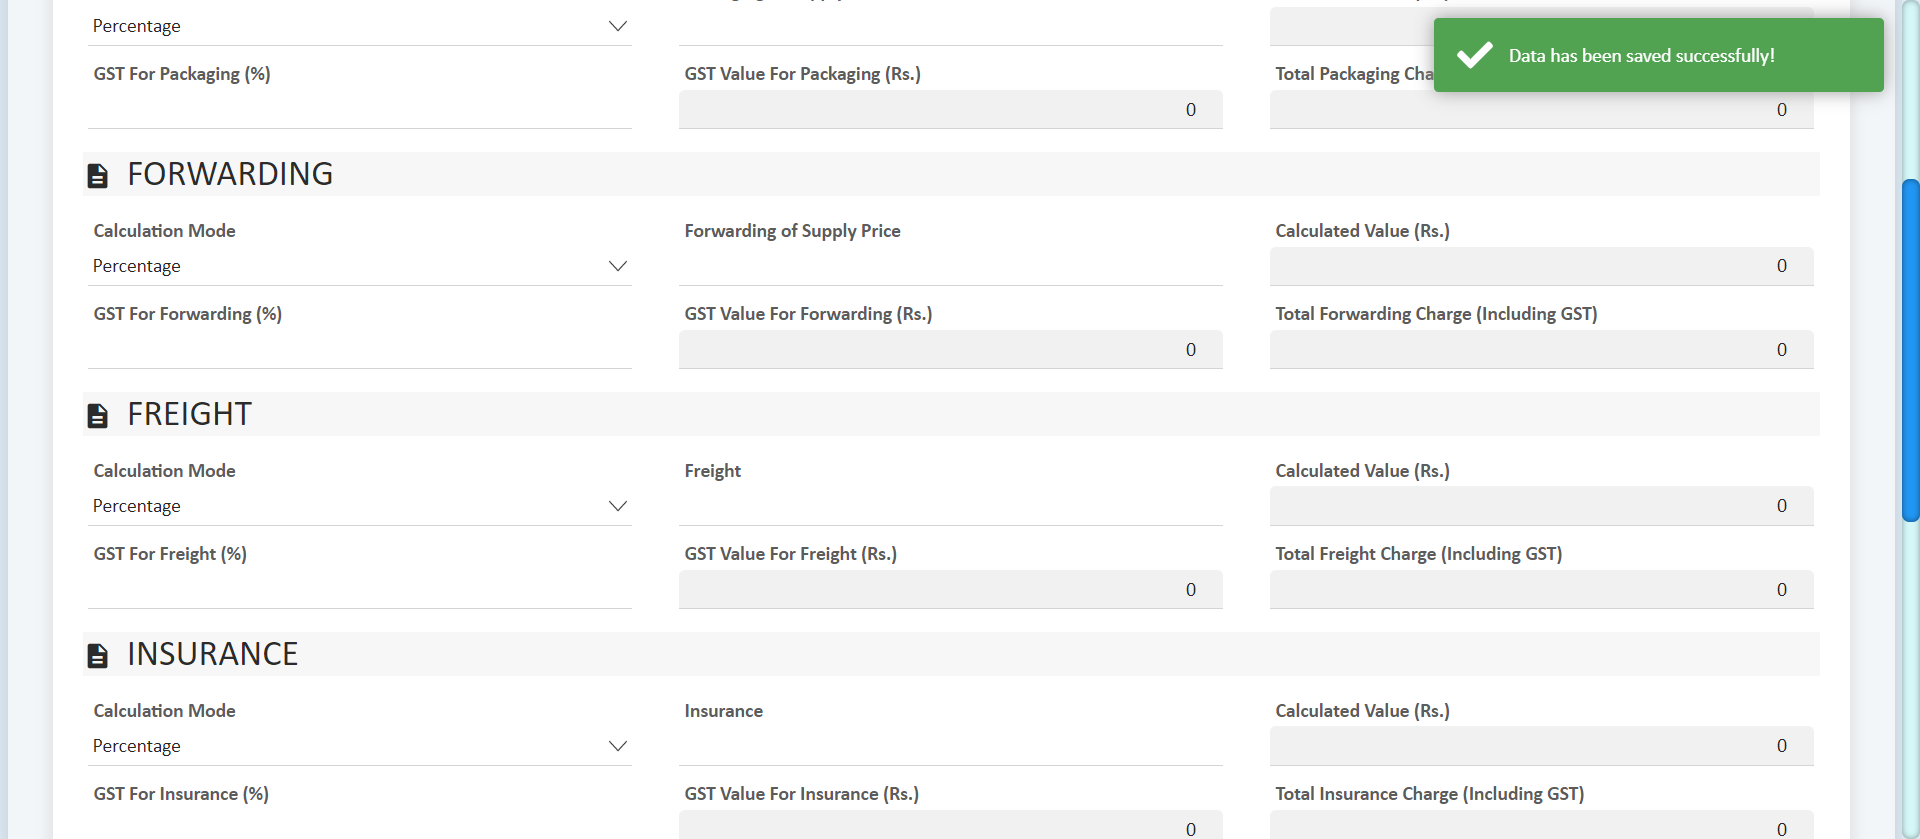 Percentage
Data has been saved successfully!
GST For Packaging (%) GST Value For Packaging (Rs.) Total Packaging
0 0
FORWARDING
Calculation Mode Forwarding of Supply Price Calculated Value (Rs.)
Percentage 0
GST For Forwarding (%) GST Value For Forwarding (Rs.) Total Forwarding Charge (Including GST)
0 0
FREIGHT
Calculation Mode Freight Calculated Value (Rs.)
Percentage 0
GST For Freight (%) GST Value For Freight (Rs.) Total Freight Charge (Including GST)
0 0
INSURANCE
Calculation Mode Insurance Calculated Value (Rs.)
Percentage 0
GST For Insurance (%) GST Value For Insurance (Rs.) Total Insurance Charge (Including GST)
0 0